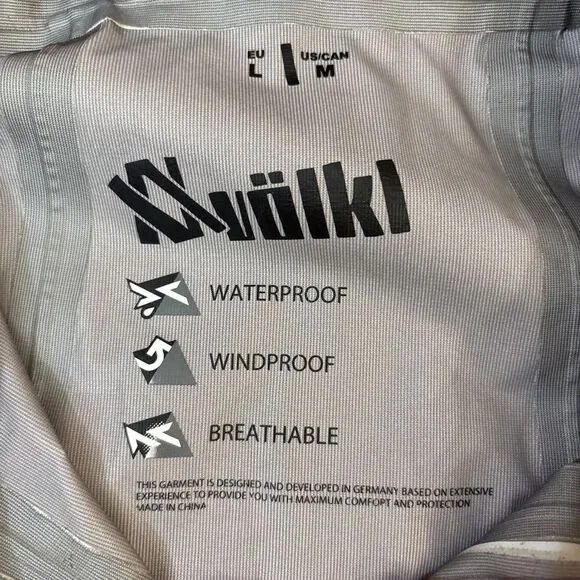 EU US/CAN
L M
völkl
WATERPROOF
WINDPROOF
BREATHABLE
THIS GARMENT IS DESIGNED AND DEVELOPED IN GERMANY BASED ON EXTENSIVE
EXPERIENCE TO PROVIDE YOU WITH MAXIMUM COMFOPT AND PROTECTION
MADE IN CHINA